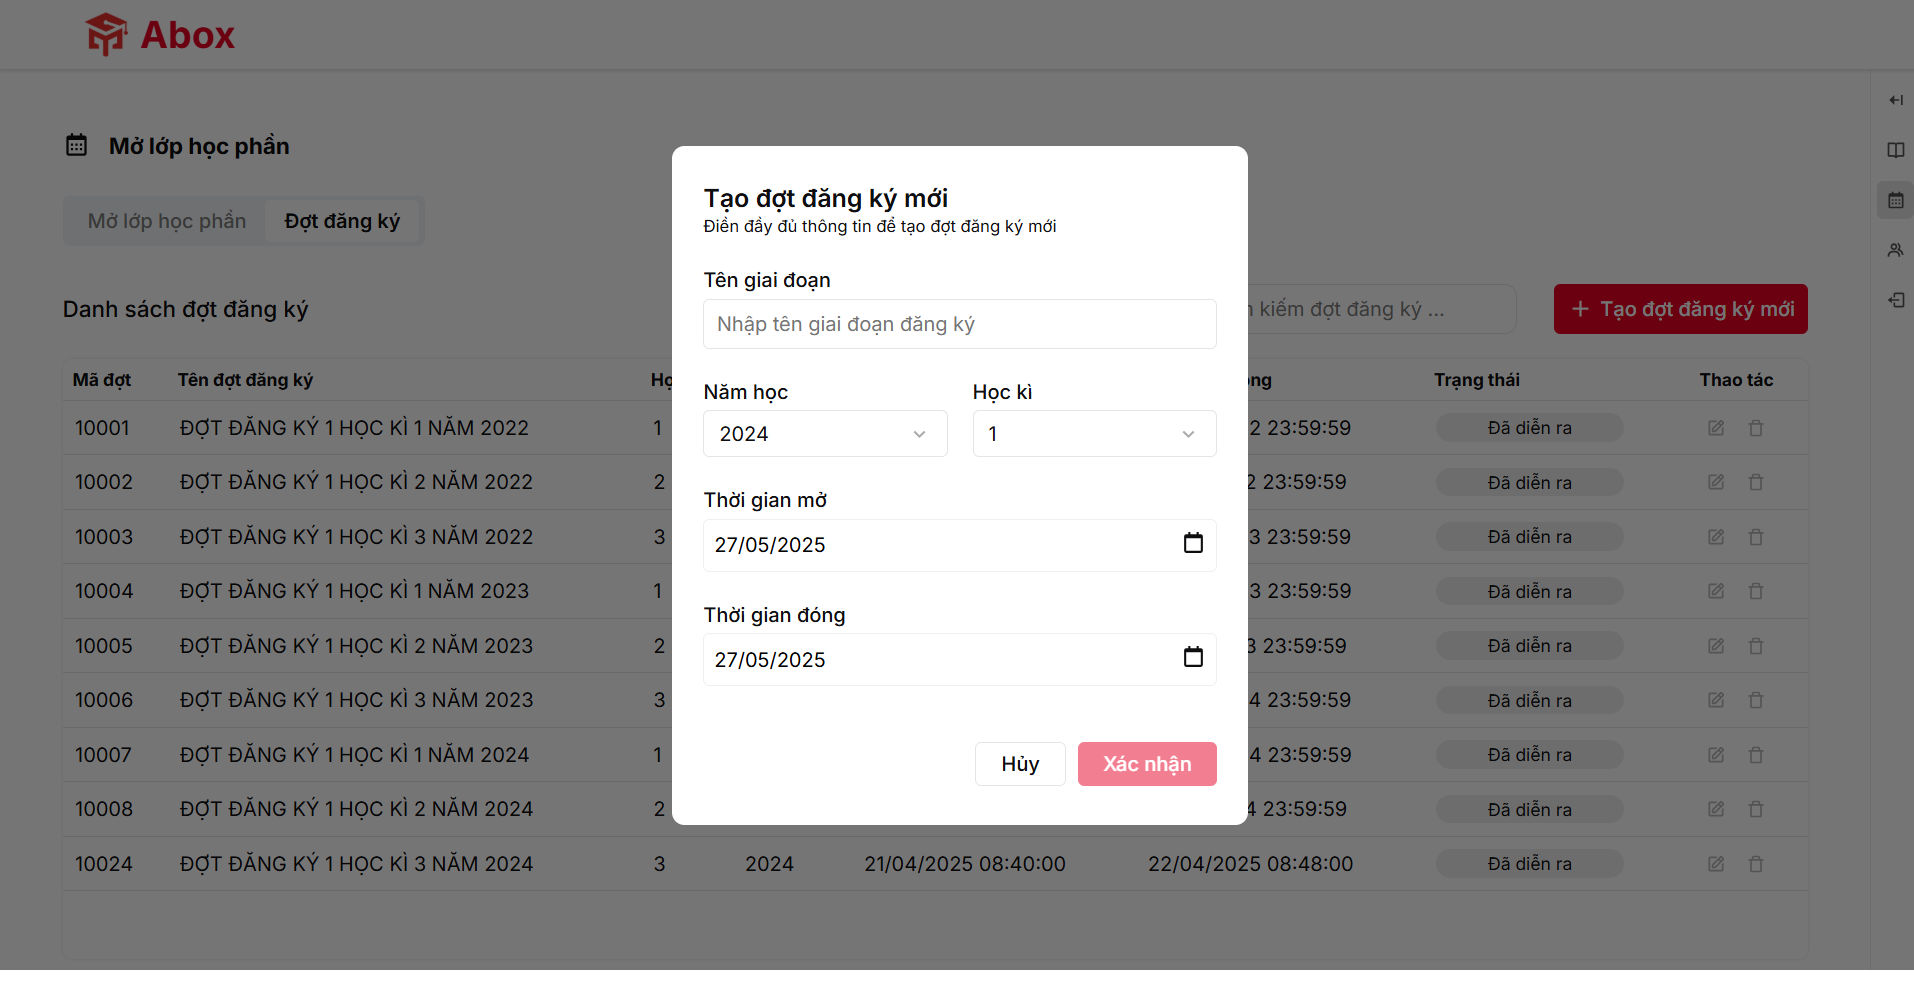 Abox
Mở lớp học phần
Mở lớp học phần Đợt đăng ký
Danh sách đợt đăng ký
kiếm đợt đăng ký ...
+ Tạo đợt đăng ký mới
Mã đợt Tên đợt đăng ký Trạng thái Thao tác
10001 ĐỢT ĐĂNG KÝ 1 HỌC KÌ 1 NĂM 2022 1 2 23:59:59 Đã diễn ra
10002 ĐỢT ĐĂNG KÝ 1 HỌC KÌ 2 NĂM 2022 2 2 23:59:59 Đã diễn ra
10003 ĐỢT ĐĂNG KÝ 1 HỌC KÌ 3 NĂM 2022 3 3 23:59:59 Đã diễn ra
10004 ĐỢT ĐĂNG KÝ 1 HỌC KÌ 1 NĂM 2023 1 3 23:59:59 Đã diễn ra
10005 ĐỢT ĐĂNG KÝ 1 HỌC KÌ 2 NĂM 2023 2 3 23:59:59 Đã diễn ra
10006 ĐỢT ĐĂNG KÝ 1 HỌC KÌ 3 NĂM 2023 3 4 23:59:59 Đã diễn ra
10007 ĐỢT ĐĂNG KÝ 1 HỌC KÌ 1 NĂM 2024 1 4 23:59:59 Đã diễn ra
10008 ĐỢT ĐĂNG KÝ 1 HỌC KÌ 2 NĂM 2024 2 4 23:59:59 Đã diễn ra
10024 ĐỢT ĐĂNG KÝ 1 HỌC KÌ 3 NĂM 2024 3 2024 21/04/2025 08:40:00 22/04/2025 08:48:00 Đã diễn ra
Tạo đợt đăng ký mới
Điền đầy đủ thông tin để tạo đợt đăng ký mới
Tên giai đoạn
Nhập tên giai đoạn đăng ký
Năm học Học kì
2024 1
Thời gian mở
27/05/2025
Thời gian đóng
27/05/2025
Hủy Xác nhận